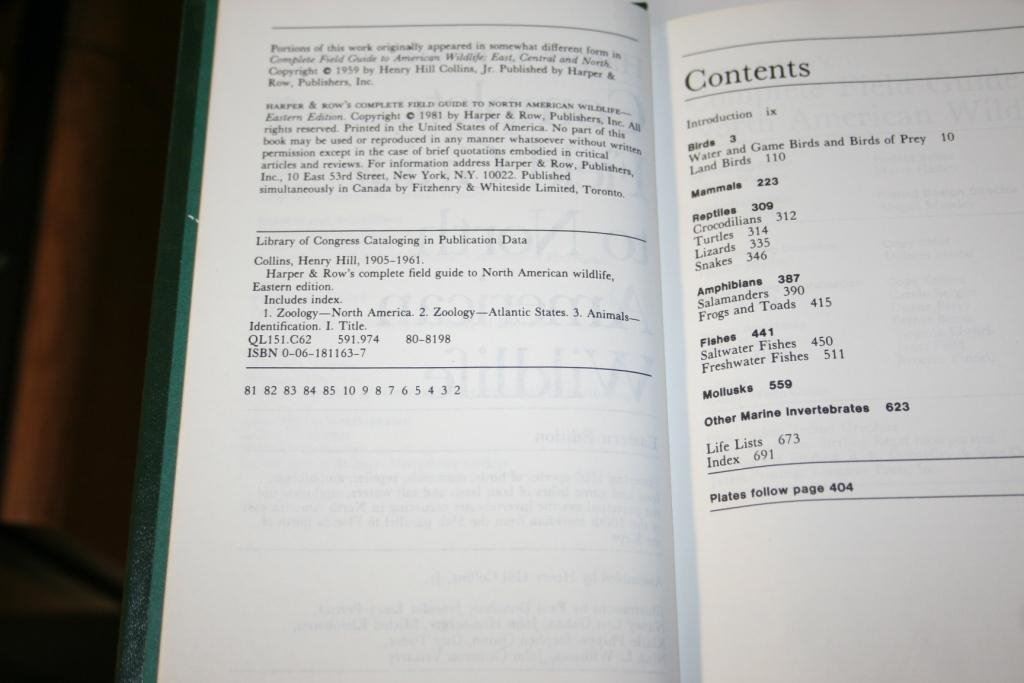 Portions of this work originally appeared in somewhat different form in
Complete Field Guide to American Wildlife: East, Central and North.
Copyright © 1959 by Henry Hill Collins, Jr. Published by Harper &
Row, Publishers, Inc.
HARPER & ROW'S COMPLETE FIELD GUIDE TO NORTH AMERICAN WILDLIFE—
Eastern Edition. Copyright © 1981 by Harper & Row, Publishers, Inc. All
rights reserved. Printed in the United States of America. No part of this
book may be used or reproduced in any manner whatsoever without written
permission except in the case of brief quotations embodied in critical
articles and reviews. For information address Harper & Row, Publishers,
Inc., 10 East 53rd Street, New York, N.Y. 10022. Published
simultaneously in Canada by Fitzhenry & Whiteside Limited, Toronto.
Library of Congress Cataloging in Publication Data
Collins, Henry Hill, 1905–1961.
Harper & Row's complete field guide to North American wildlife,
Eastern edition.
Includes index.
1. Zoology—North America. 2. Zoology—Atlantic States. 3. Animals—
Identification. I. Title.
QL151.C62 591.974 80–8198
ISBN 0–06–181163–7
81 82 83 84 85 10 9 8 7 6 5 4 3 2
Contents
Introduction ix
Birds 3
Water and Game Birds and Birds of Prey 10
Land Birds 110
Mammals 223
Reptiles 309
Crocodilians 312
Turtles 314
Lizards 335
Snakes 346
Amphibians 387
Salamanders 390
Frogs and Toads 415
Fishes 441
Saltwater Fishes 450
Freshwater Fishes 511
Mollusks 559
Other Marine Invertebrates 623
Life Lists 673
Index 691
Plates follow page 404